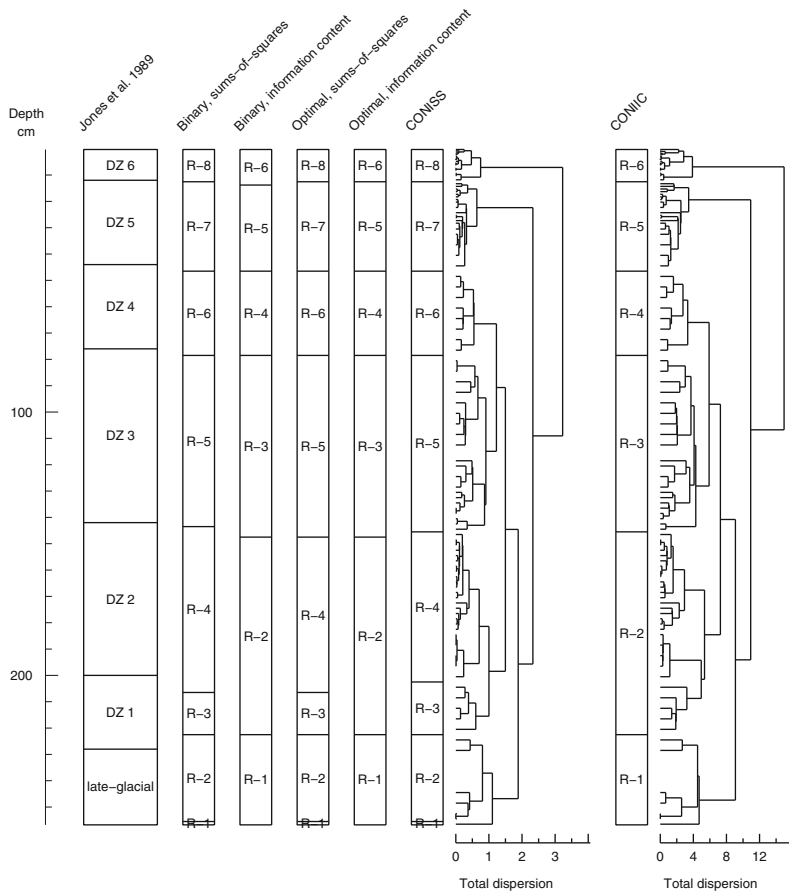 Depth
cm
Jones et al. 1989
Binary, sums−of−squares
Binary, information content
Optimal, sums−of−squares
Optimal, information content
CONISS
CONIIC
100
200
DZ 6
DZ 5
DZ 4
DZ 3
DZ 2
DZ 1
late−glacial
R−8
R−7
R−6
R−5
R−4
R−3
R−2
R−1
R−6
R−5
R−4
R−3
R−2
R−1
R−8
R−7
R−6
R−5
R−4
R−3
R−2
R−1
R−6
R−5
R−4
R−3
R−2
R−1
R−8
R−7
R−6
R−5
R−4
R−3
R−2
R−1
R−6
R−5
R−4
R−3
R−2
R−1
0 1 2 3
Total dispersion
0 4 8 12
Total dispersion